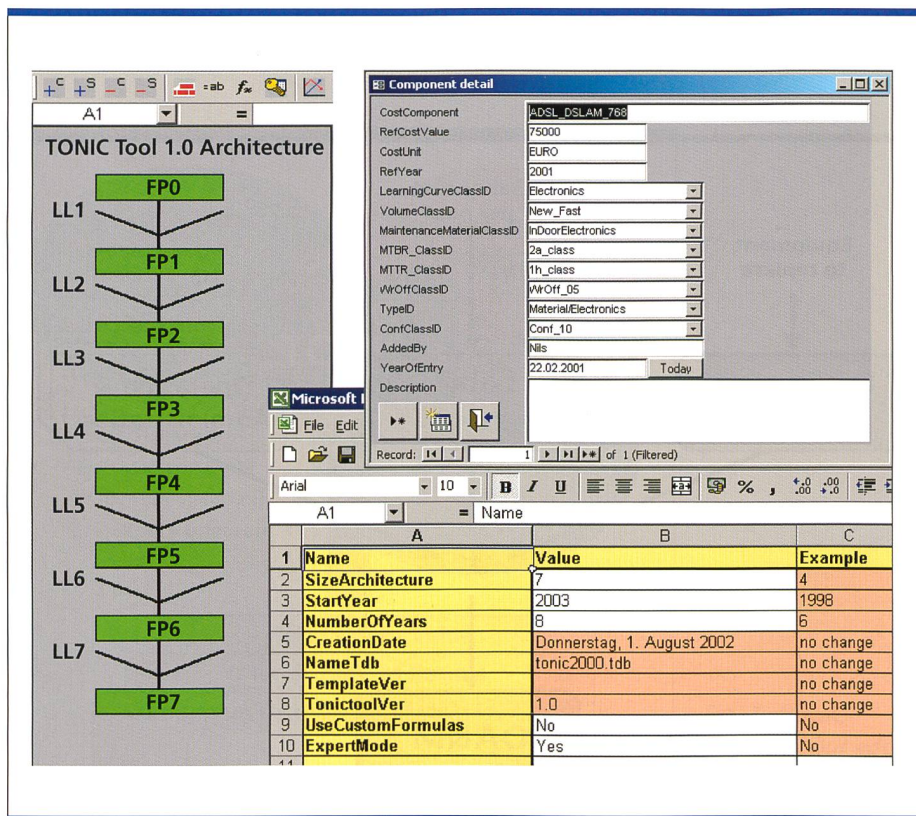 +C +S −C −S =ab f*
A1 =
TONIC Tool 1.0 Architecture
FP0
LL1
FP1
LL2
FP2
LL3
FP3
LL4
FP4
LL5
FP5
LL6
FP6
LL7
FP7
Component detail
CostComponent ADSL_DSLAM_768
RefCostValue 75000
CostUnit EURO
RefYear 2001
LearningCurveClassID Electronics
VolumeClassID New_Fast
MaintenanceMaterialClassID InDoorElectronics
MTBR_ClassID 2a_class
MTTR_ClassID 1h_class
WrOffClassID WrOff_05
TypeID Material/Electronics
ConfClassID Conf_10
AddedBy Nils
YearOfEntry 22.02.2001 Today
Description
Record: 1 of 1 (Filtered)
Microsoft
File Edit
Arial 10 B I U % ,
A1 = Name
A B C
1 Name Value Example
2 SizeArchitecture 7 4
3 StartYear 2003 1998
4 NumberOfYears 8 6
5 CreationDate Donnerstag, 1. August 2002 no change
6 NameTdb tonic2000.tdb no change
7 TemplateVer no change
8 TonictoolVer 1.0 no change
9 UseCustomFormulas No No
10 ExpertMode Yes No